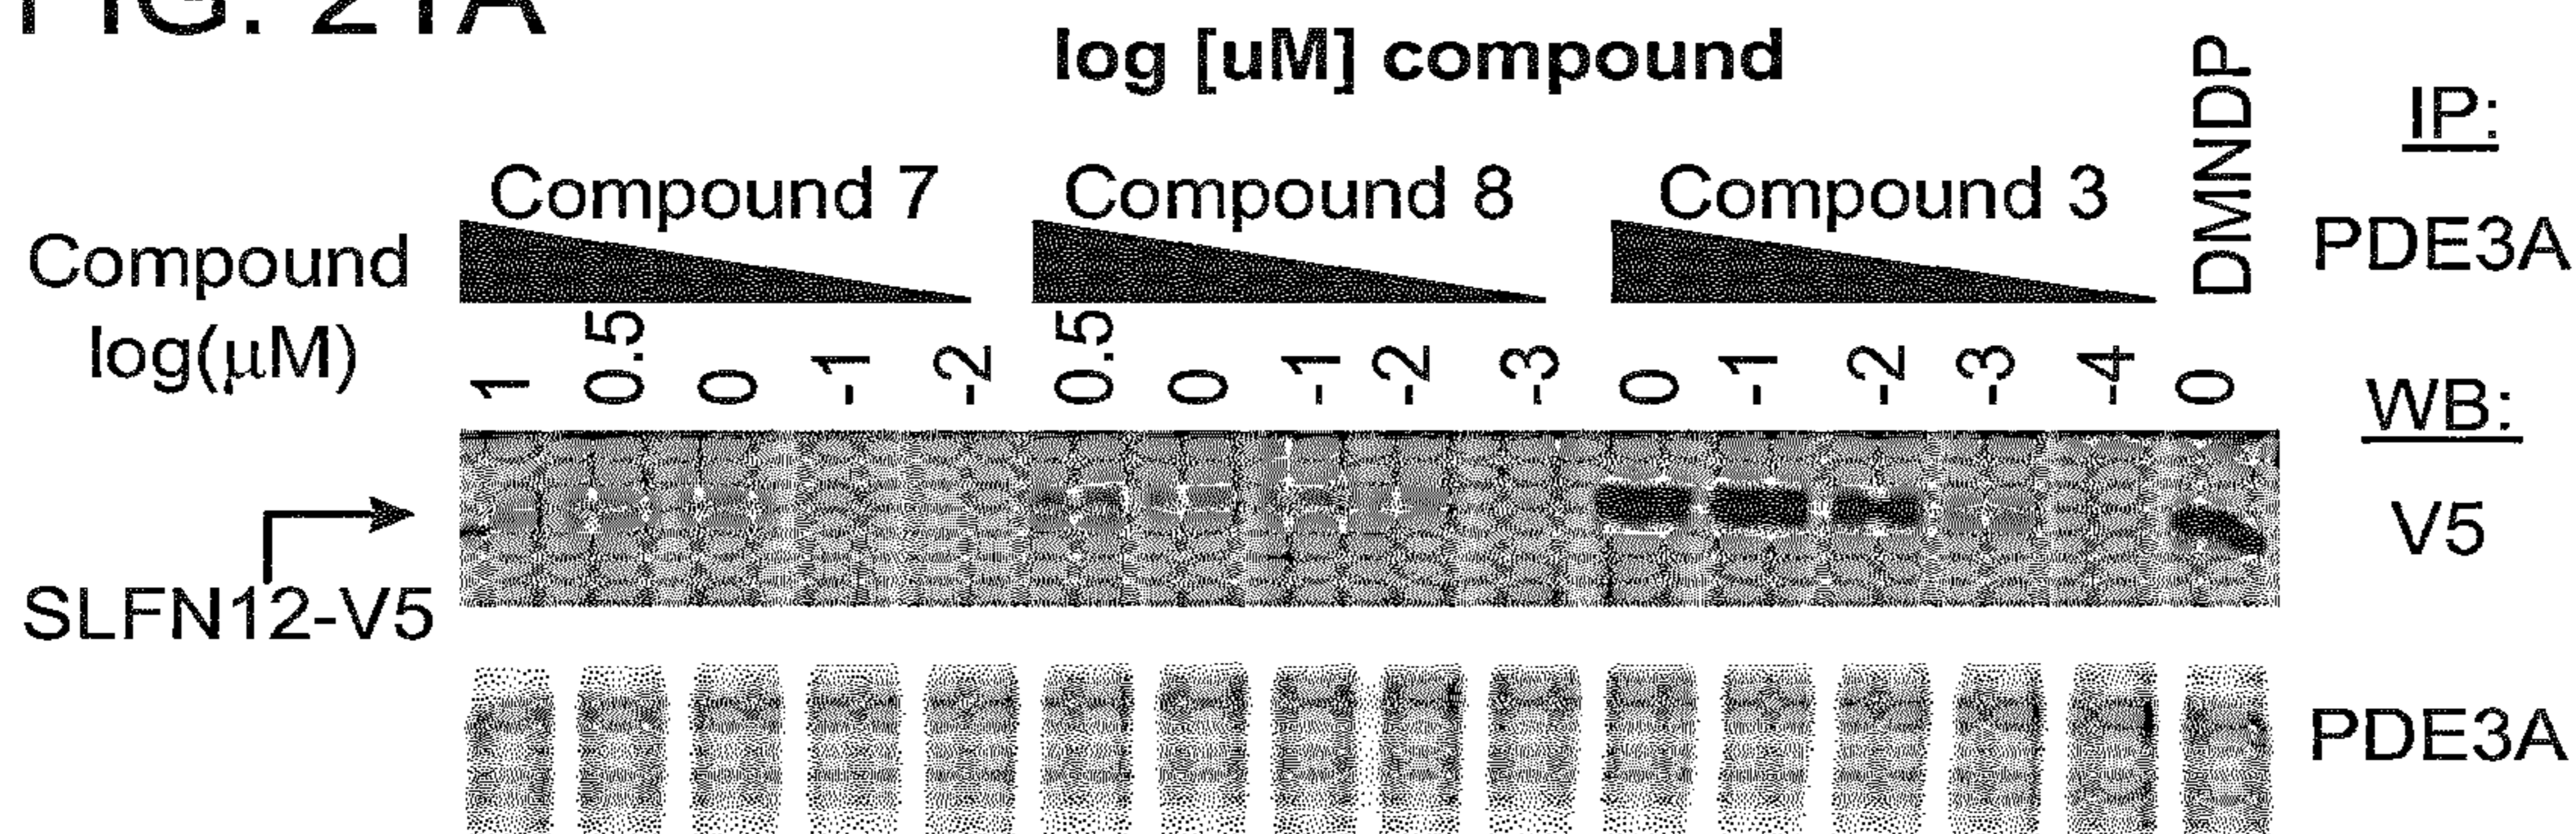 FIG. 21A
log [uM] compound
DMNDP
IP:
PDE3A
Compound 7 Compound 8 Compound 3
Compound
log(µM)
1 0.5 0 -1 -2 0.5 0 -1 -2 -3 0 -1 -2 -3 -4 0
WB:
V5
SLFN12-V5
PDE3A